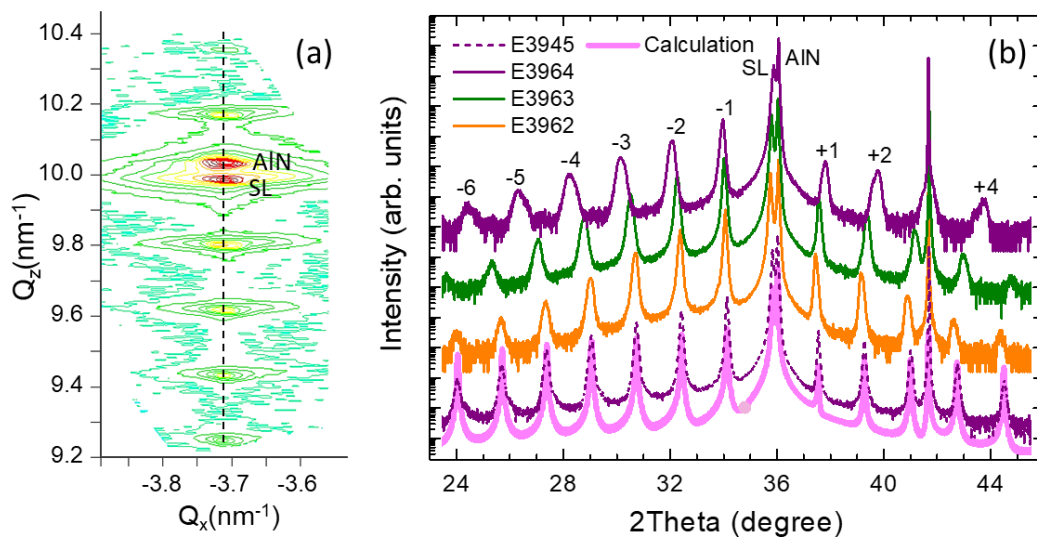 (a)
10.4
10.2
10.0
9.8
9.6
9.4
9.2
Qz(nm-1)
AlN
SL
-3.8 -3.7 -3.6
Qx(nm-1)
(b)
E3945 Calculation
E3964
E3963
E3962
SL AlN
-6 -5 -4 -3 -2 -1 +1 +2 +4
Intensity (arb. units)
24 28 32 36 40 44
2Theta (degree)